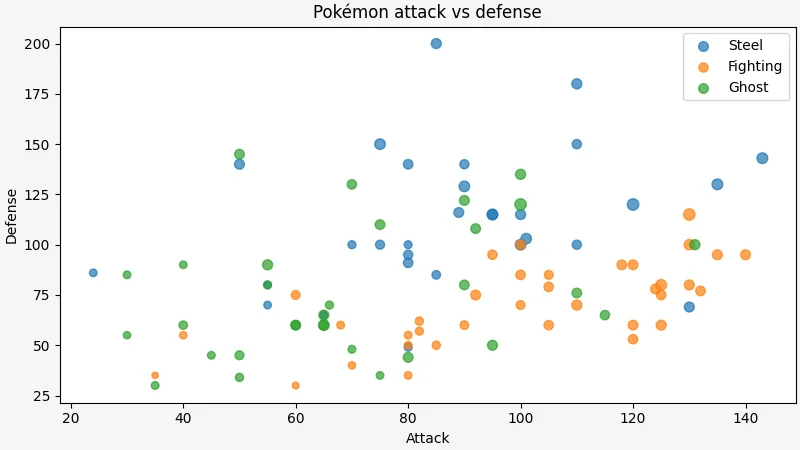 Pokémon attack vs defense
200
175
150
125
100
75
50
25
Defense
Steel
Fighting
Ghost
20 40 60 80 100 120 140
Attack